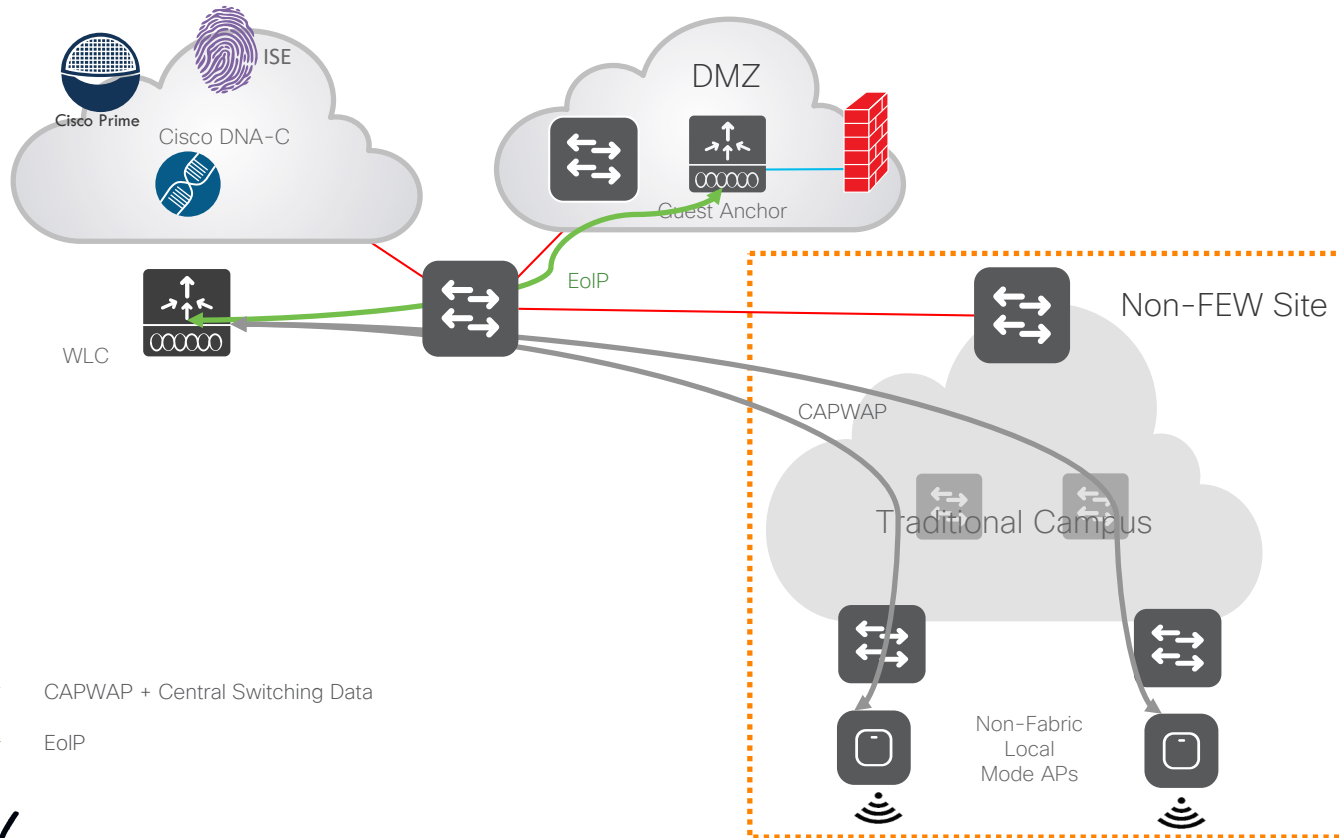 ISE
Cisco Prime
Cisco DNA-C
DMZ
Guest Anchor
EoIP
Non-FEW Site
WLC
CAPWAP
Traditional Campus
CAPWAP + Central Switching Data
EoIP
Non-Fabric
Local
Mode APs